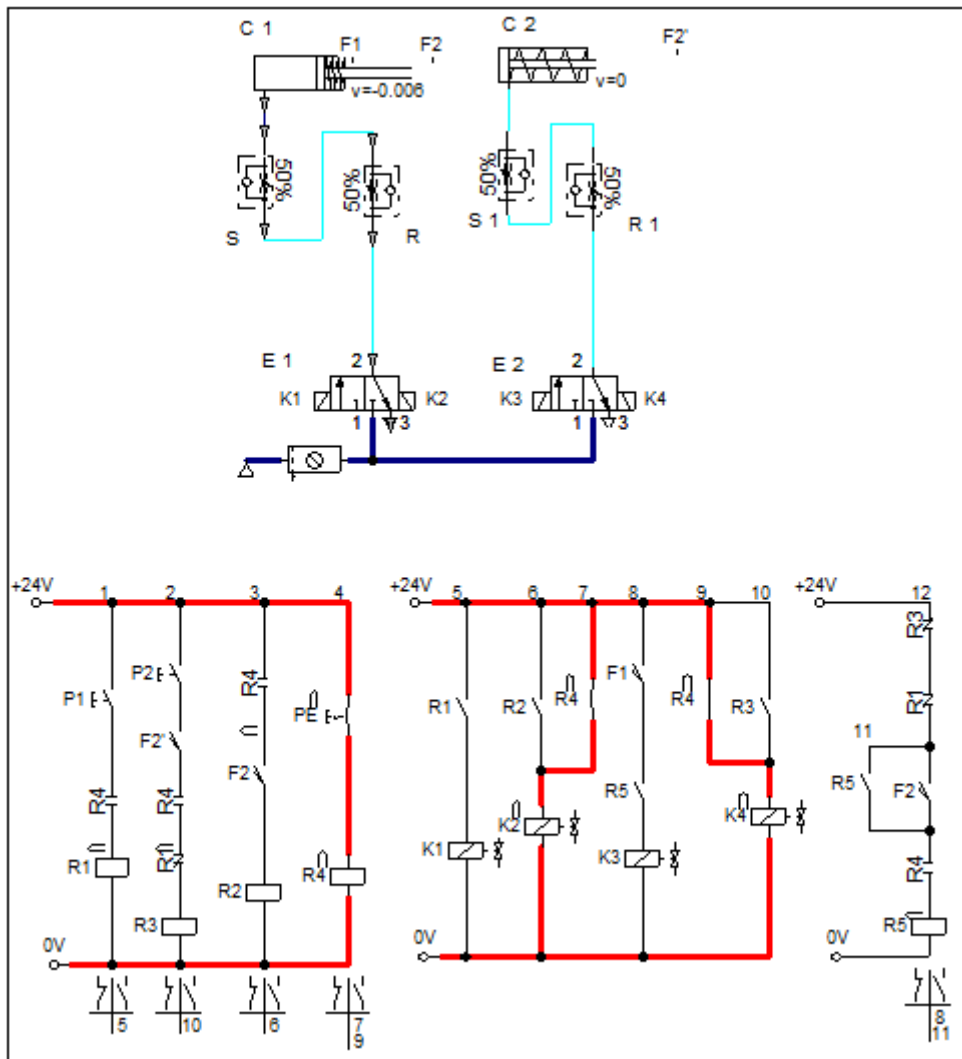 C 1
F1
F2
C 2
F2'
v=-0.006
v=0
50%
50%
50%
50%
S
R
S 1
R 1
E 1
2
E 2
2
K1
K2
K3
K4
1
3
1
3
+24V
1
2
3
4
+24V
5
6
7
8
9
10
+24V
12
R3
P1
P2
R4
PE
R1
R2
R4
F1
R4
R3
R1
F2'
F2
R5
11
R5
F2
R4
R4
R1
R1
R4
R2
R3
K1
K2
K3
K4
R4
R5
0V
0V
0V
5
10
6
7
9
8
11